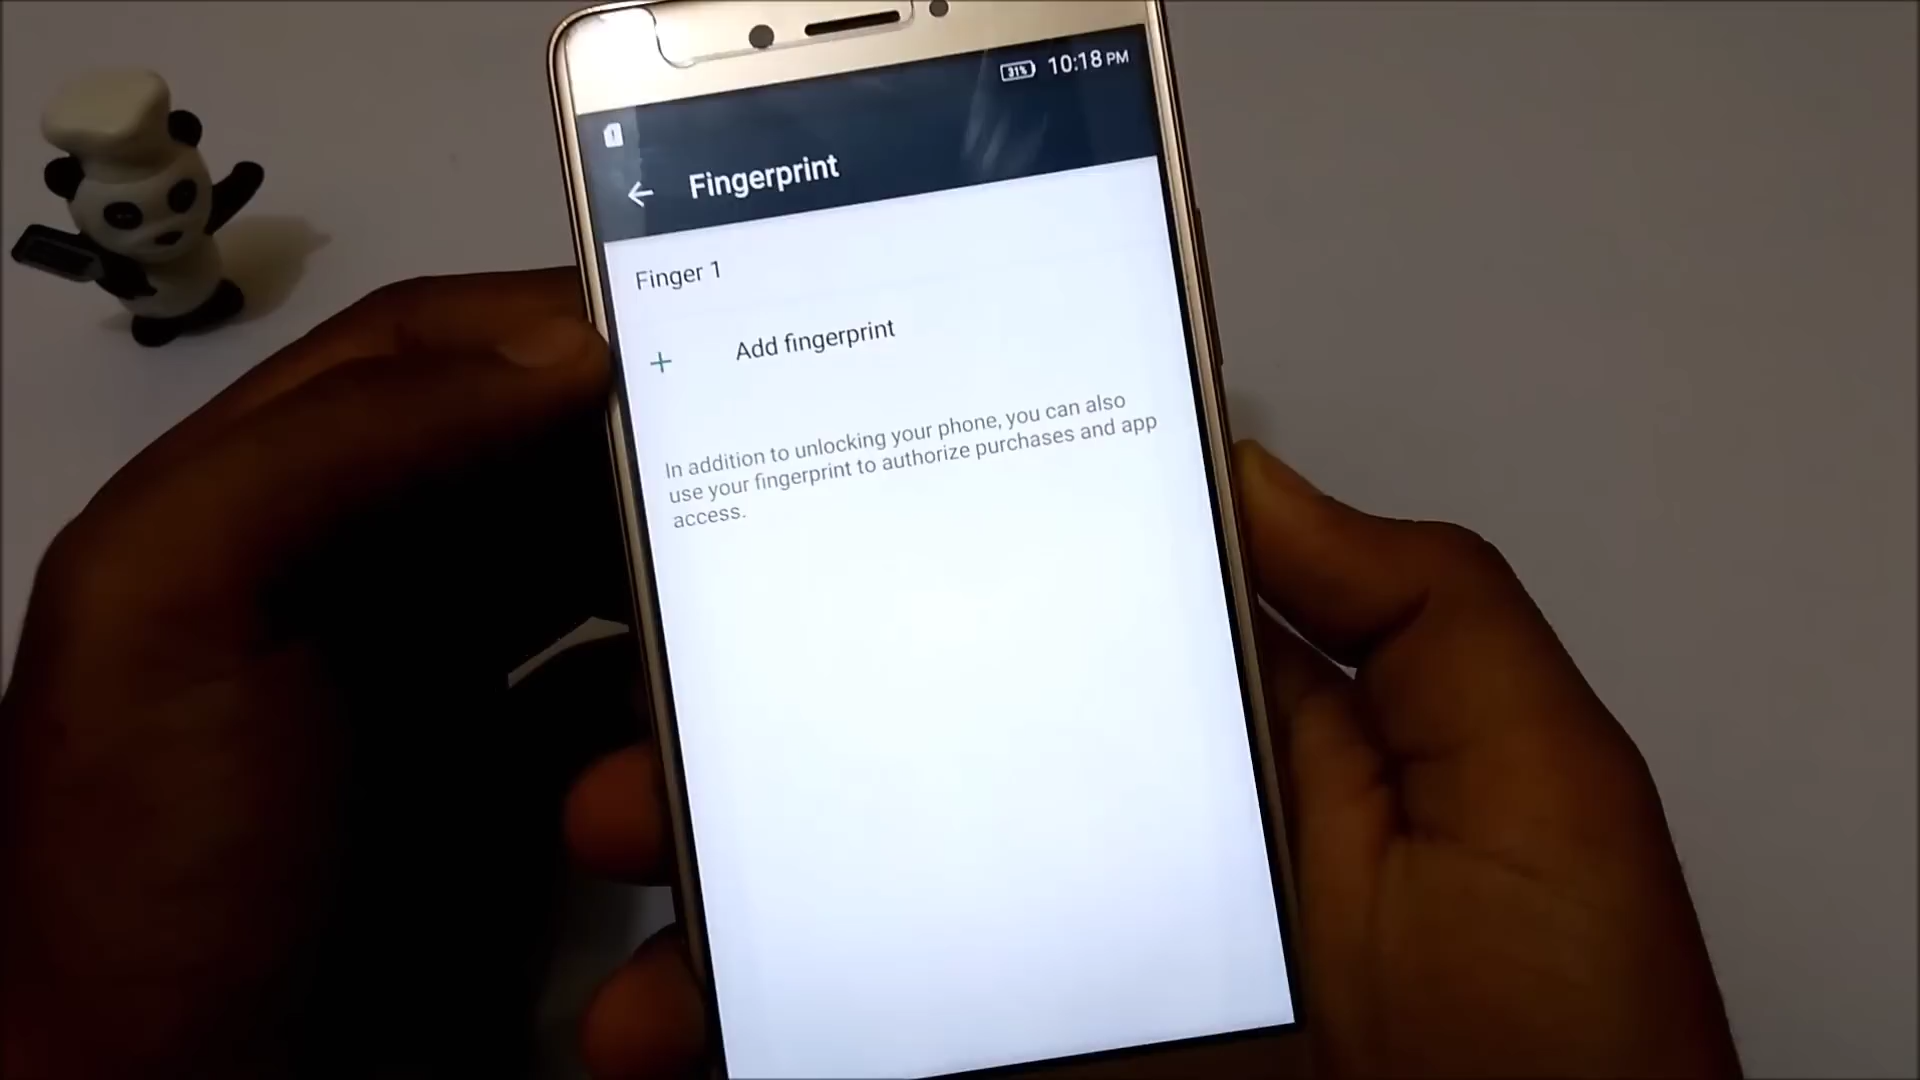 31% 10:18 PM
Fingerprint
Finger 1
Add fingerprint
In addition to unlocking your phone, you can also
use your fingerprint to authorize purchases and app
access.